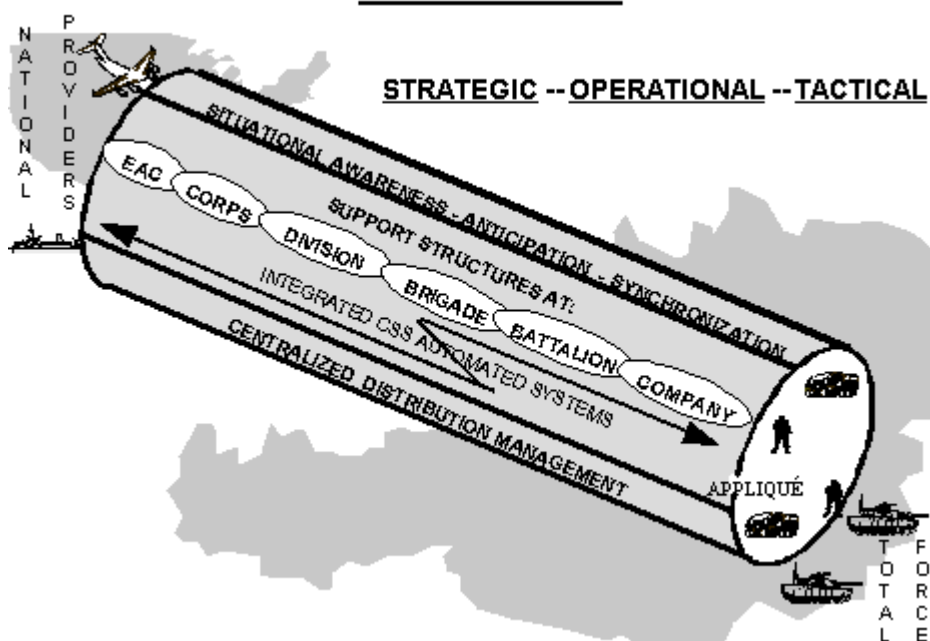 NATIONAL
PROVIDERS
STRATEGIC -- OPERATIONAL -- TACTICAL
SITUATIONAL AWARENESS - ANTICIPATION - SYNCHRONIZATION
SUPPORT STRUCTURES AT:
EAC
CORPS
DIVISION
BRIGADE
BATTALION
COMPANY
INTEGRATED CSS AUTOMATED SYSTEMS
CENTRALIZED DISTRIBUTION MANAGEMENT
APPLIQUÉ
TOTAL
FORCE